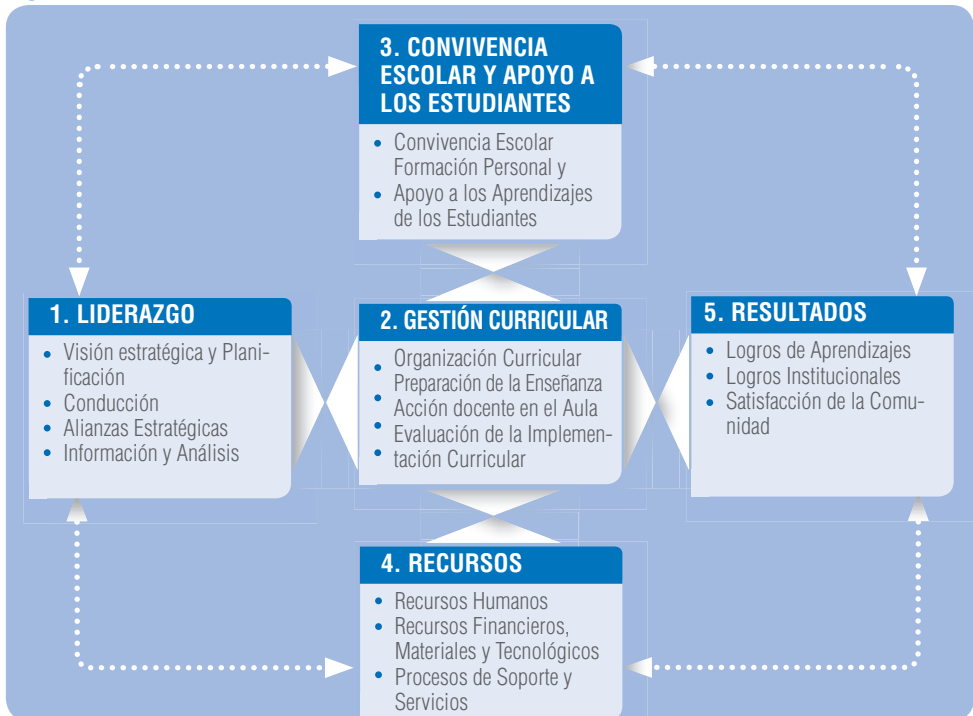 3. CONVIVENCIA
ESCOLAR Y APOYO A
LOS ESTUDIANTES
• Convivencia Escolar
Formación Personal y
• Apoyo a los Aprendizajes
de los Estudiantes
1. LIDERAZGO
• Visión estratégica y Plani-
ficación
• Conducción
• Alianzas Estratégicas
• Información y Análisis
2. GESTIÓN CURRICULAR
• Organización Curricular
Preparación de la Enseñanza
• Acción docente en el Aula
• Evaluación de la Implemen-
• tación Curricular
5. RESULTADOS
• Logros de Aprendizajes
• Logros Institucionales
• Satisfacción de la Comu-
nidad
4. RECURSOS
• Recursos Humanos
• Recursos Financieros,
Materiales y Tecnológicos
• Procesos de Soporte y
Servicios